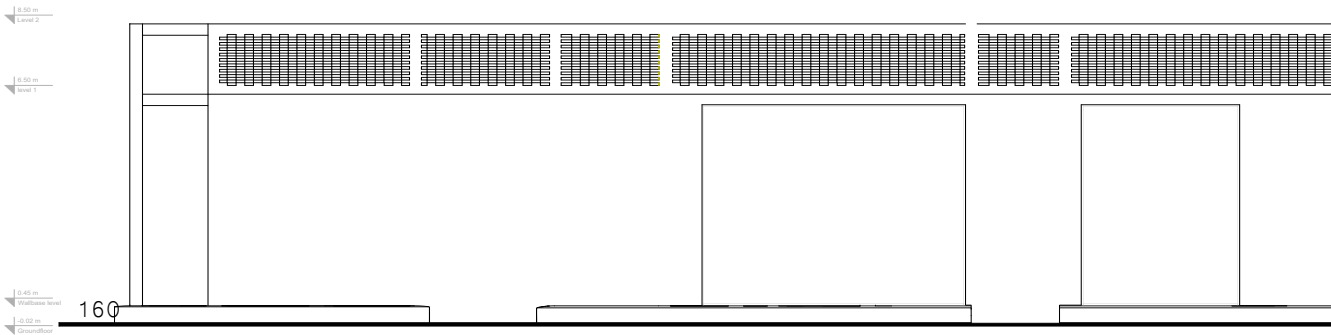 8.50 m
Level 2
6.50 m
level 1
0.45 m
Wallbase level
160
-0.02 m
Groundfloor